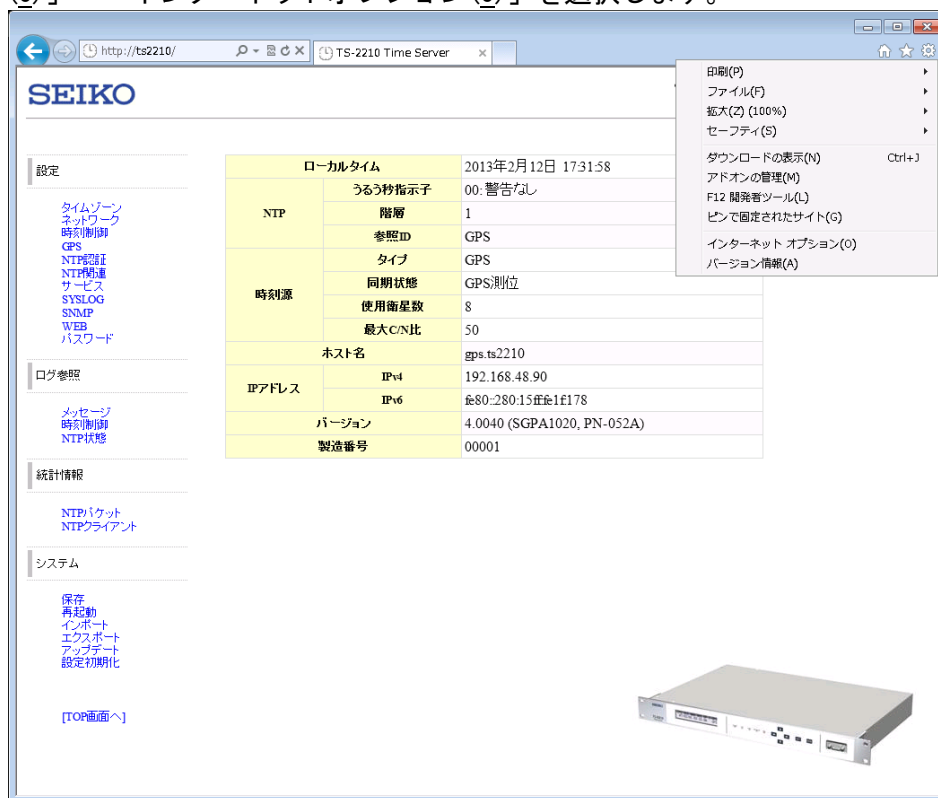 http://ts2210/
TS-2210 Time Server
SEIKO
印刷(P)
ファイル(F)
拡大(Z) (100%)
セーフティ(S)
ダウンロードの表示(N) Ctrl+J
アドオンの管理(M)
F12 開発者ツール(L)
ピンで固定されたサイト(G)
インターネット オプション(O)
バージョン情報(A)
設定
タイムゾーン
ネットワーク
時刻制御
GPS
NTP認証
NTP関連
サービス
SYSLOG
SNMP
WEB
パスワード
ログ参照
メッセージ
時刻制御
NTP状態
統計情報
NTPパケット
NTPクライアント
システム
保存
再起動
インポート
エクスポート
アップデート
設定初期化
[TOP画面へ]
ローカルタイム 2013年2月12日 17:31:58
NTP うるう秒指示子 00: 警告なし
階層 1
参照ID GPS
時刻源 タイプ GPS
同期状態 GPS測位
使用衛星数 8
最大C/N比 50
ホスト名 gps.ts2210
IPアドレス IPv4 192.168.48.90
IPv6 fe80::280:15ff:fe1f:f178
バージョン 4.0040 (SGPA1020, PN-052A)
製造番号 00001